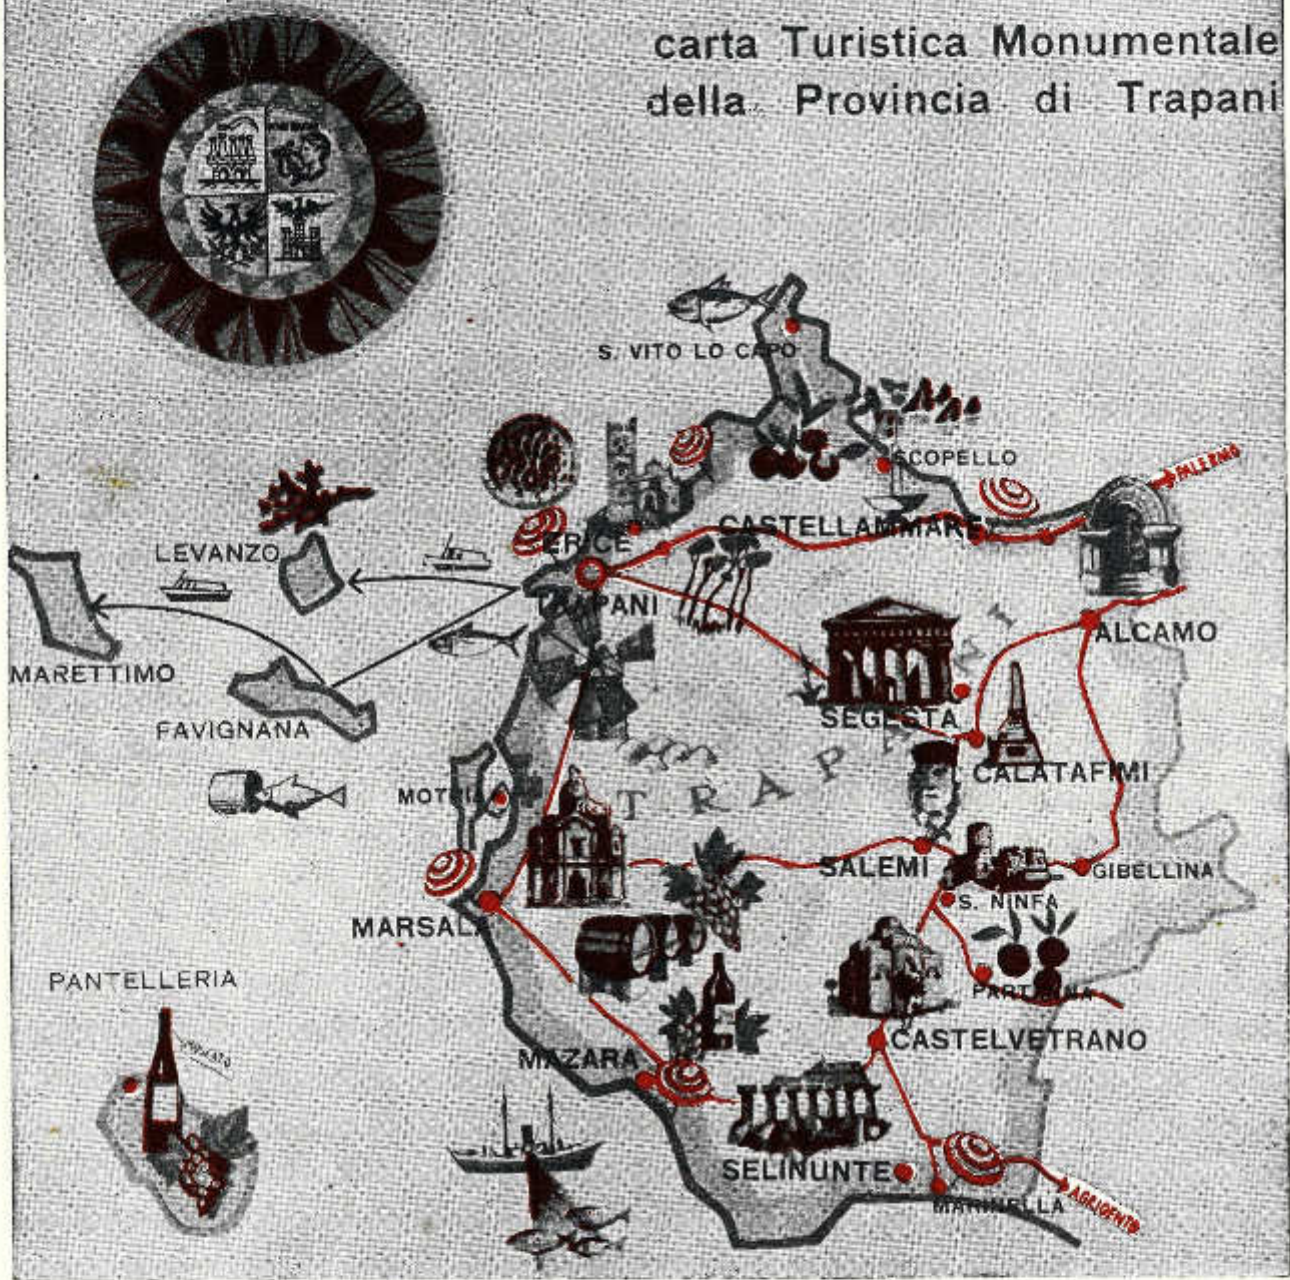 carta Turistica Monumentale
della Provincia di Trapani
S. VITO LO CAPO
SCOPELLO
PALERMO
CASTELLAMMARE
ERICE
LEVANZO
TRAPANI
ALCAMO
MARETTIMO
FAVIGNANA
SEGESTA
CALATAFIMI
TRAPANI
MOTHIA
SALEMI
GIBELLINA
S. NINFA
MARSALA
PANTELLERIA
PARTANNA
MOSCATO
CASTELVETRANO
MAZARA
SELINUNTE
MARINELLA
AGRIGENTO